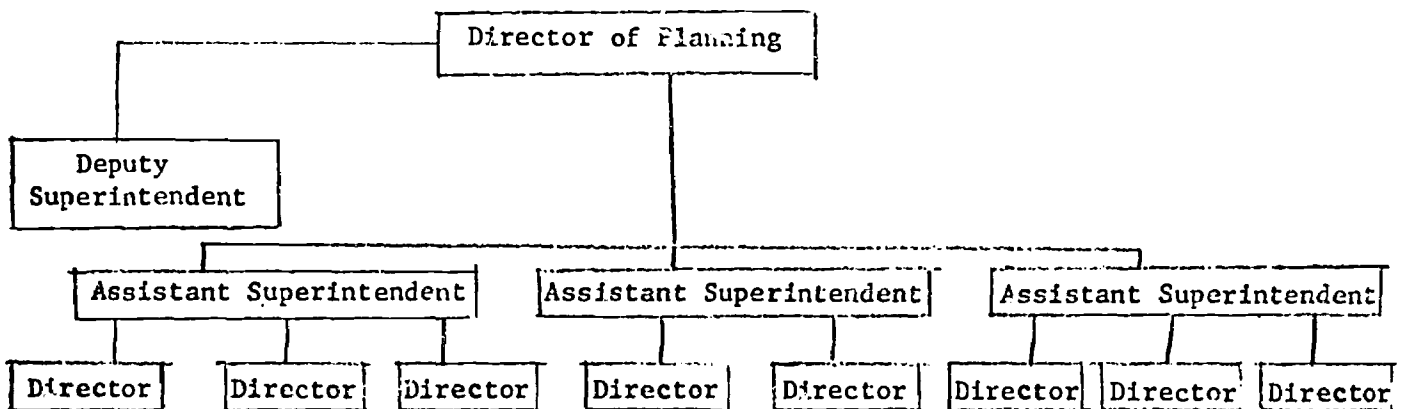 Director of Planning
Deputy
Superintendent
Assistant Superintendent Assistant Superintendent Assistant Superintendent
Director Director Director Director Director Director Director Director